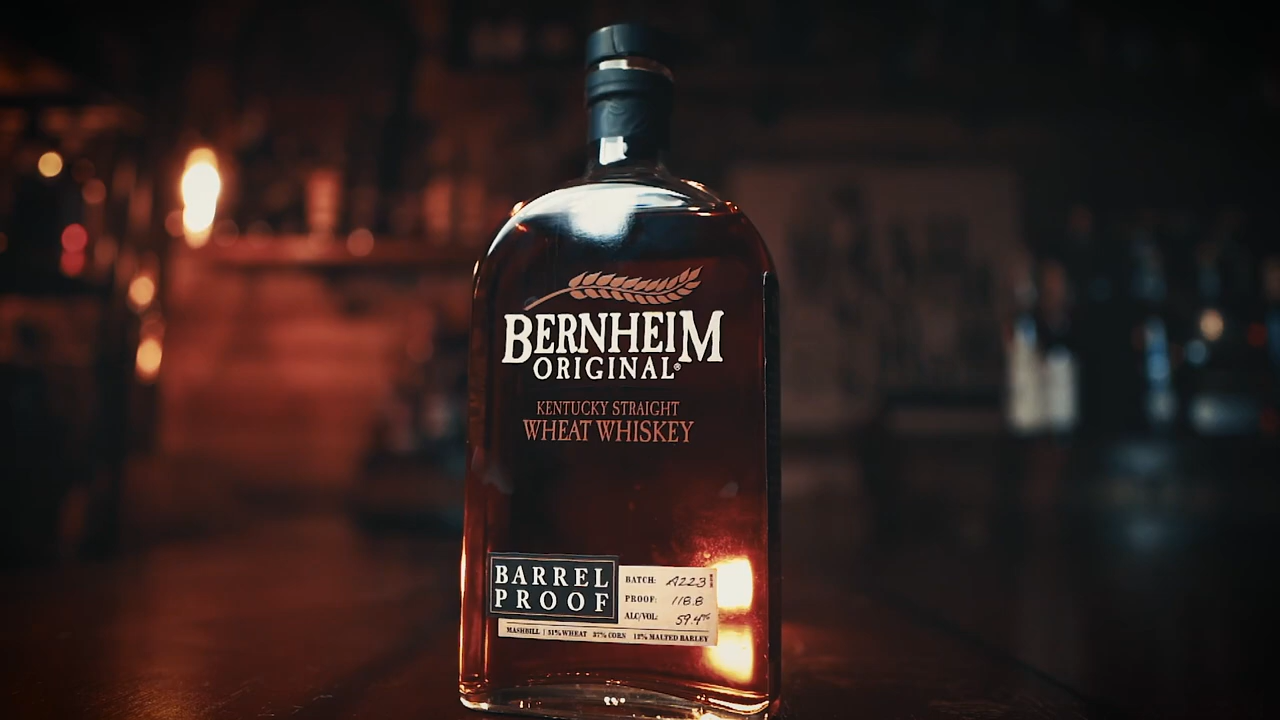 BERNHEIM
ORIGINAL®
KENTUCKY STRAIGHT
WHEAT WHISKEY
BARREL
PROOF
BATCH: A223
PROOF: 118.8
ALC/VOL: 59.4%
MASHBILL | 51% WHEAT 37% CORN 12% MALTED BARLEY